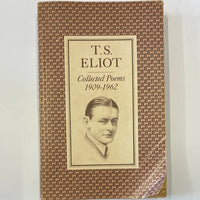 T.S.
ELIOT
Collected Poems
1909-1962